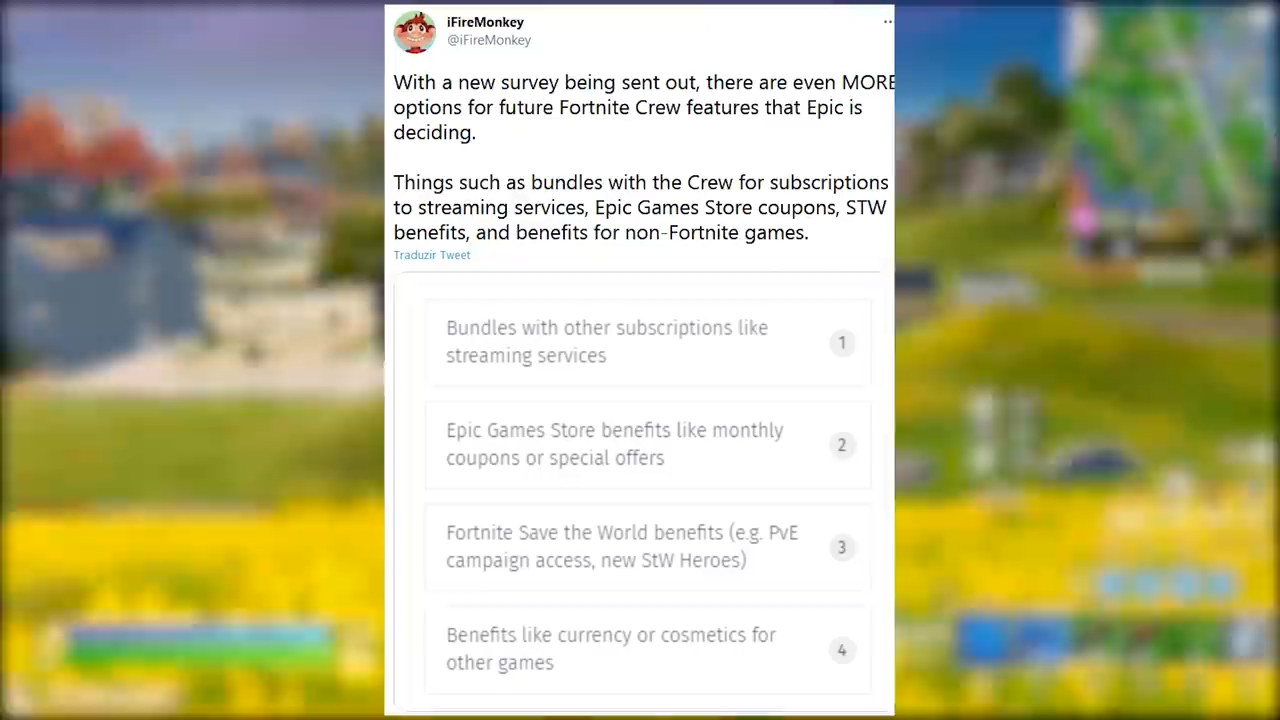 iFireMonkey
@iFireMonkey
With a new survey being sent out, there are even MORE
options for future Fortnite Crew features that Epic is
deciding.
Things such as bundles with the Crew for subscriptions
to streaming services, Epic Games Store coupons, STW
benefits, and benefits for non-Fortnite games.
Traduzir Tweet
Bundles with other subscriptions like
streaming services
1
Epic Games Store benefits like monthly
coupons or special offers
2
Fortnite Save the World benefits (e.g. PvE
campaign access, new StW Heroes)
3
Benefits like currency or cosmetics for
other games
4